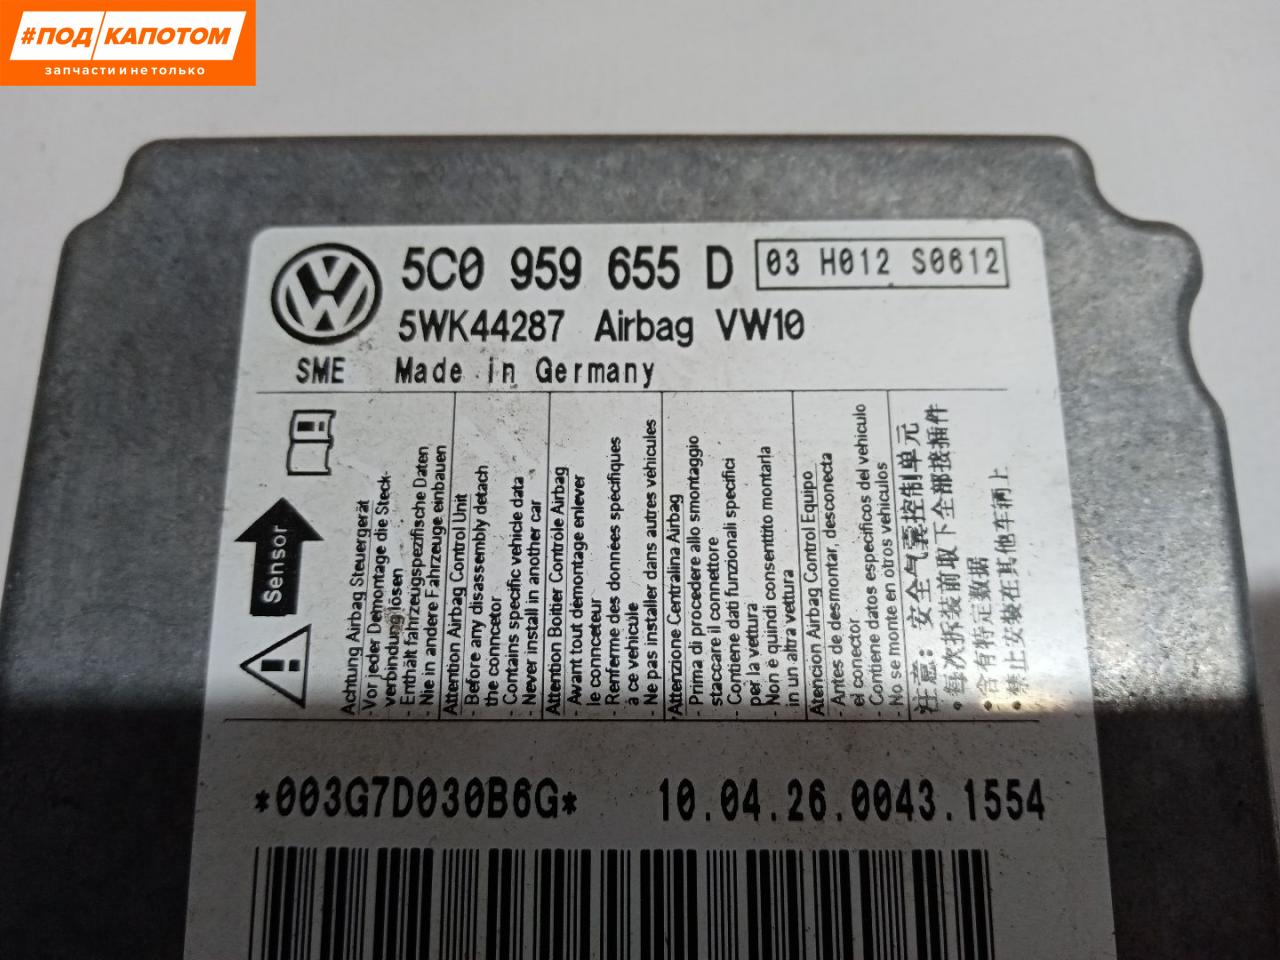 #ПОД/КАПОТОМ
запчасти и не только
5C0 959 655 D
03 H012 S0612
5WK44287 Airbag VW10
SME Made in Germany
Sensor
Achtung Airbag Steuergerät
- Vor jeder Demontage die Steck-
verbindung lösen
- Enthält fahrzeugspezifische Daten
- Nie in andere Fahrzeuge einbauen
Attention Airbag Control Unit
- Before any disassembly detach
the connector
- Contains specific vehicle data
- Never install in another car
Attention Boîtier Contrôle Airbag
- Avant tout démontage enlever
le connecteur
- Renferme des données spécifiques
à ce véhicule
- Ne pas installer dans autres véhicules
Attenzione Centralina Airbag
- Prima di procedere allo smontaggio
staccare il connettore
- Contiene dati funzionali specifici
per la vettura
- Non è quindi consentito montarla
in un altra vettura
Atencion Airbag Control Equipo
- Antes de desmontar, desconecta
el conector
- Contiene datos especificos del vehiculo
- No se monte en otros vehículos
注意：安全气囊控制单元
• 每次拆装前取下全部接插件
• 含有特定数据
• 禁止安装在其他车辆上
*003G7D030B6G*
10.04.26.0043.1554